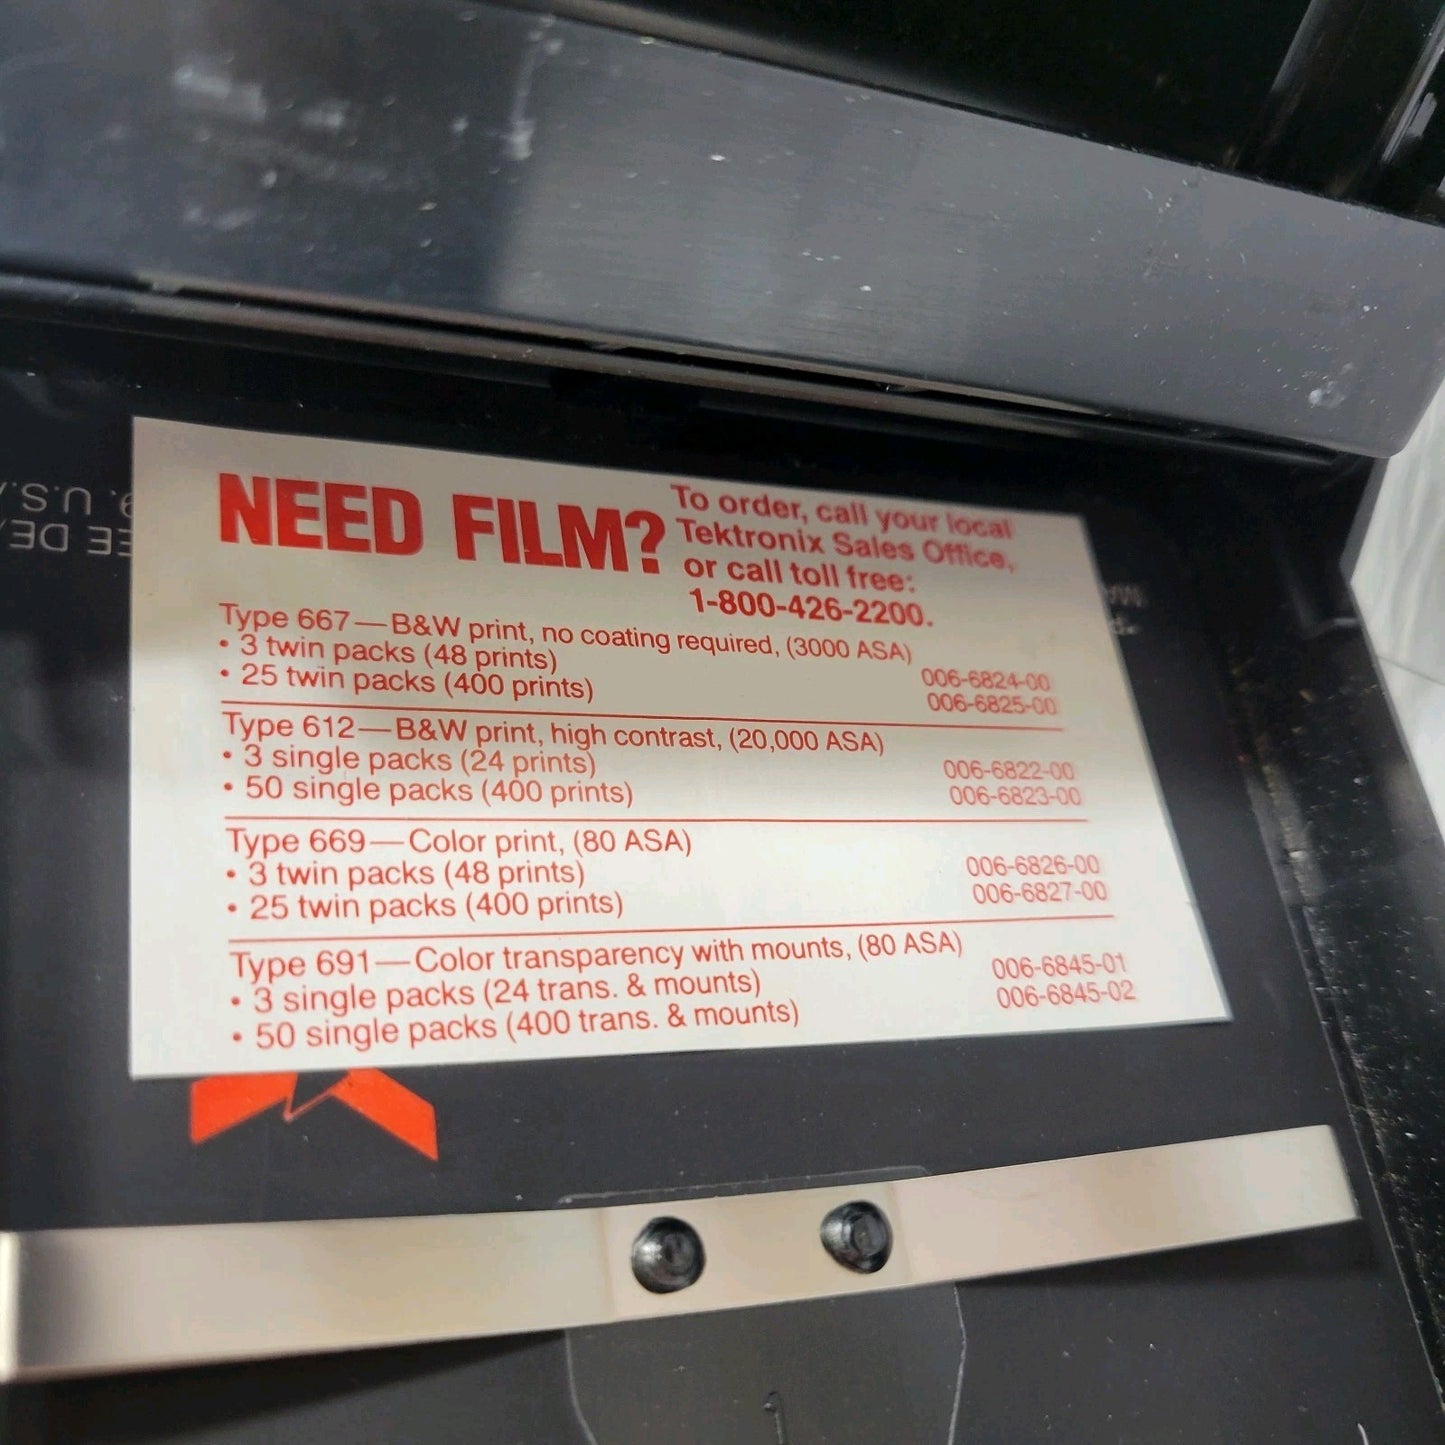 NEED FILM?
To order, call your local
Tektronix Sales Office,
or call toll free:
1-800-426-2200.
Type 667—B&W print, no coating required, (3000 ASA)
• 3 twin packs (48 prints) 006-6824-00
• 25 twin packs (400 prints) 006-6825-00
Type 612—B&W print, high contrast, (20,000 ASA)
• 3 single packs (24 prints) 006-6822-00
• 50 single packs (400 prints) 006-6823-00
Type 669—Color print, (80 ASA)
• 3 twin packs (48 prints) 006-6826-00
• 25 twin packs (400 prints) 006-6827-00
Type 691—Color transparency with mounts, (80 ASA)
• 3 single packs (24 trans. & mounts) 006-6845-01
• 50 single packs (400 trans. & mounts) 006-6845-02